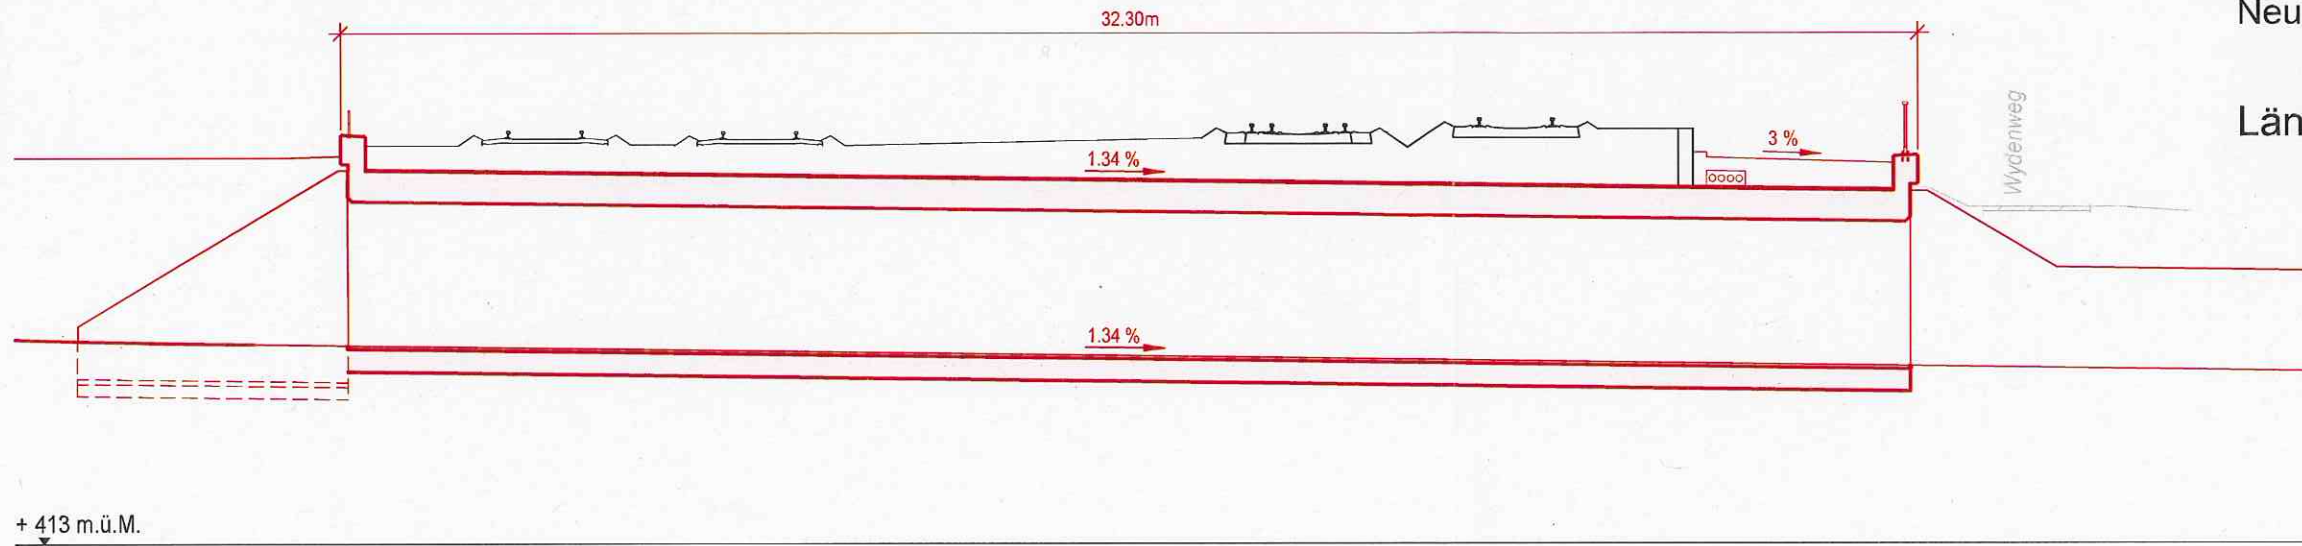 32.30m
Neu
Wydenweg
Län
3 %
1.34 %
1.34 %
+ 413 m.ü.M.